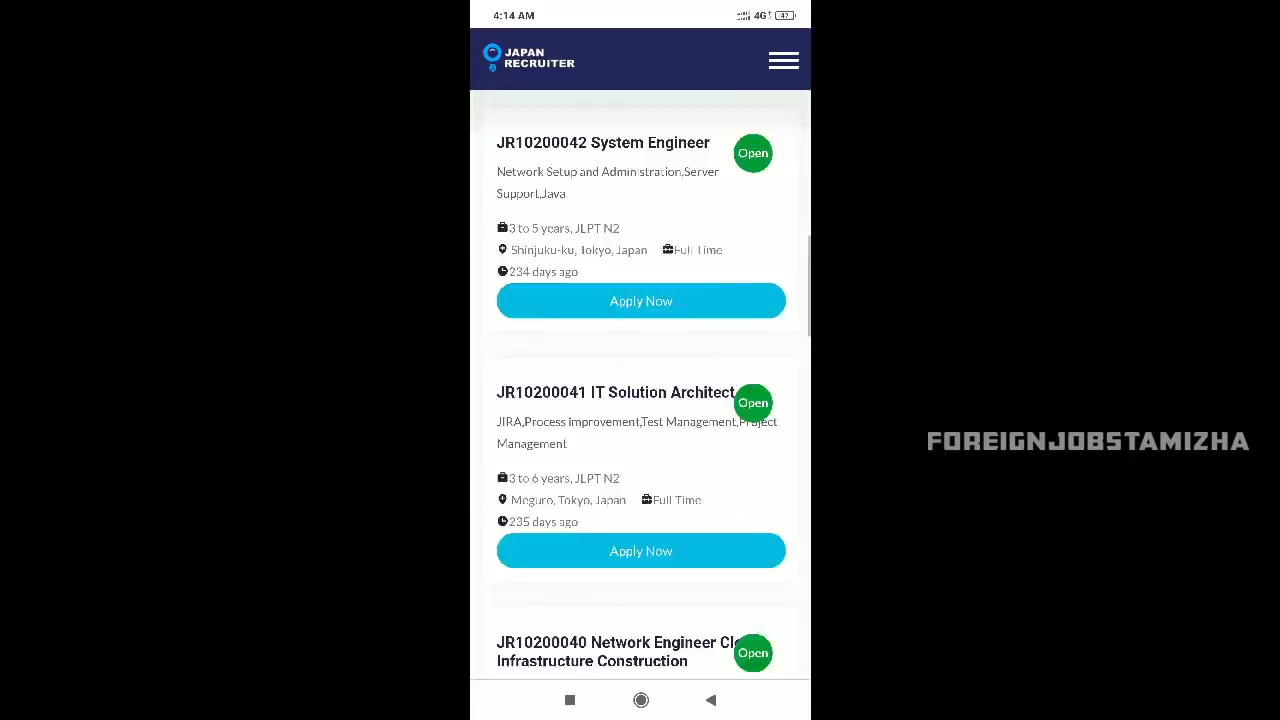 4:14 AM
4G
47
JAPAN
RECRUITER
JR10200042 System Engineer
Open
Network Setup and Administration,Server
Support,Java
3 to 5 years, JLPT N2
Shinjuku-ku, Tokyo, Japan Full Time
234 days ago
Apply Now
JR10200041 IT Solution Architect
Open
JIRA,Process improvement,Test Management,Project
Management
3 to 6 years, JLPT N2
Meguro, Tokyo, Japan Full Time
235 days ago
Apply Now
JR10200040 Network Engineer
Open
Infrastructure Construction
FOREIGNJOBSTAMIZHA